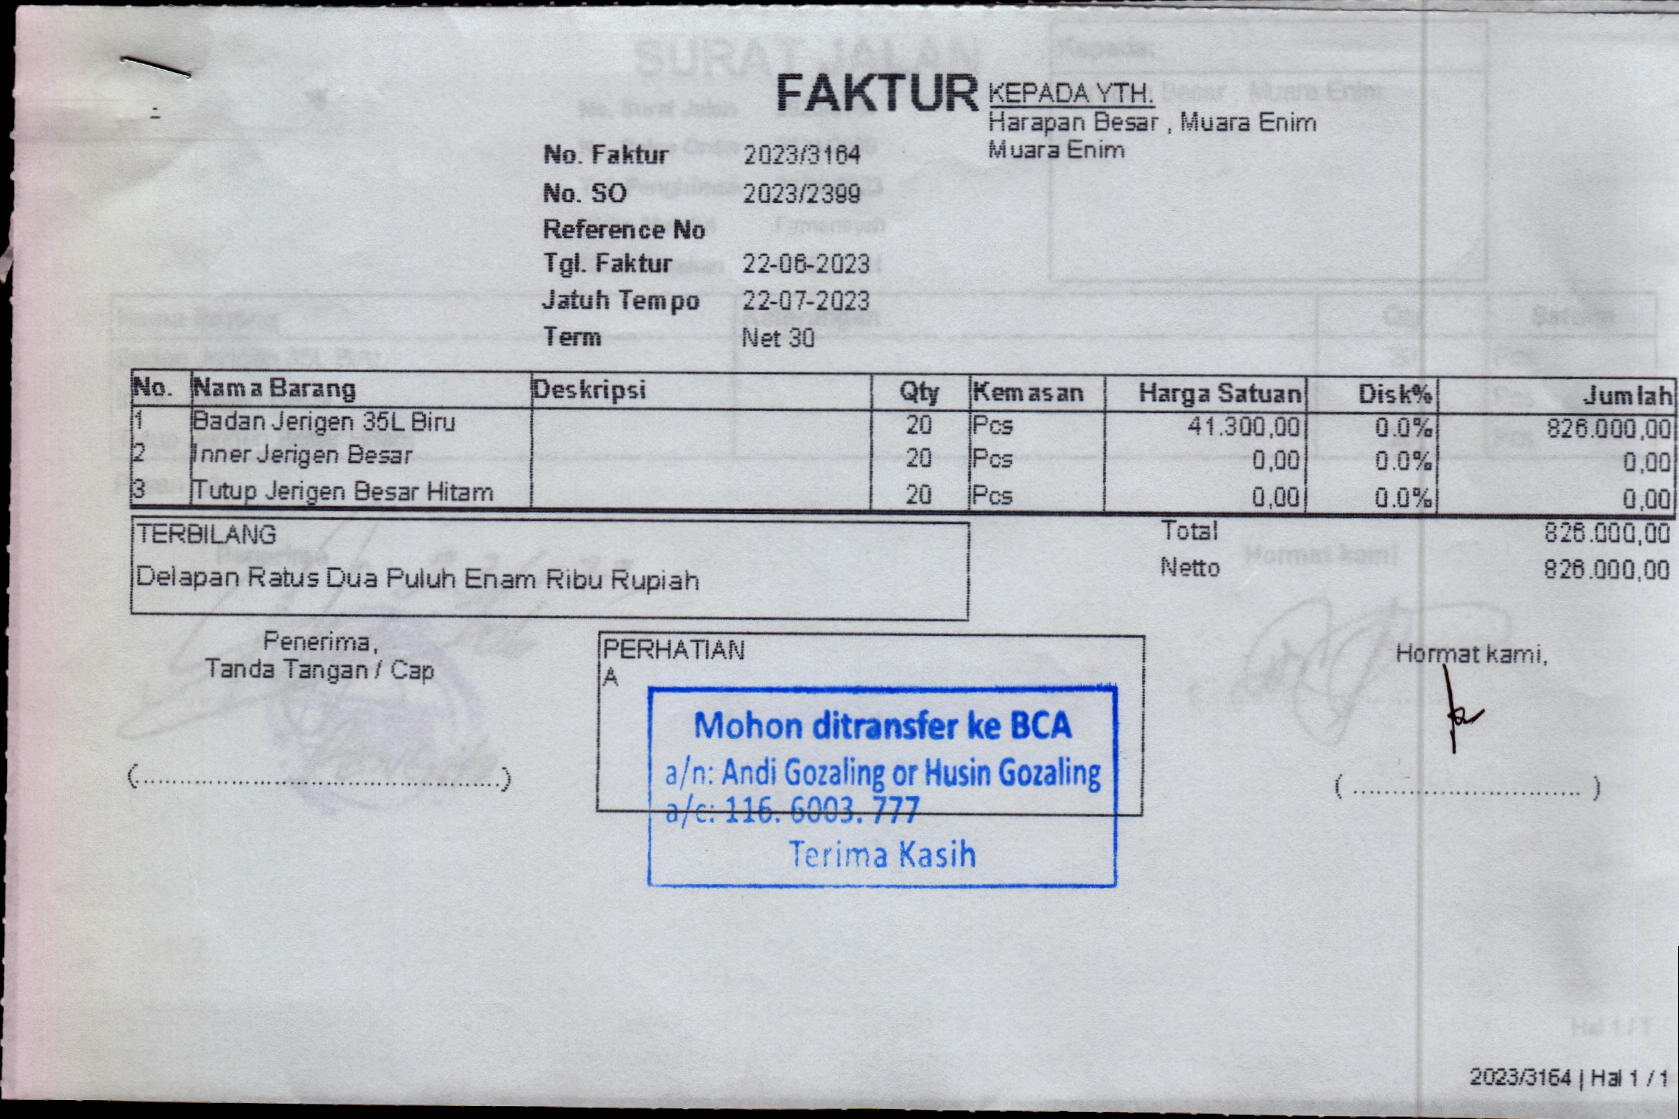 FAKTUR
KEPADA YTH.
Harapan Besar , Muara Enim
Muara Enim
No. Faktur 2023/3164
No. SO 2023/2399
Reference No
Tgl. Faktur 22-06-2023
Jatuh Tempo 22-07-2023
Term Net 30
No. Nama Barang Deskripsi Qty Kemasan Harga Satuan Disk% Jumlah
1 Badan Jerigen 35L Biru 20 Pcs 41.300,00 0.0% 826.000,00
2 Inner Jerigen Besar 20 Pcs 0,00 0.0% 0,00
3 Tutup Jerigen Besar Hitam 20 Pcs 0,00 0.0% 0,00
Total 826.000,00
Netto 826.000,00
TERBILANG
Delapan Ratus Dua Puluh Enam Ribu Rupiah
Penerima,
Tanda Tangan / Cap
(................................................)
PERHATIAN
A
Mohon ditransfer ke BCA
a/n: Andi Gozaling or Husin Gozaling
a/c: 116. 6003. 777
Terima Kasih
Hormat kami,
( ............................. )
2023/3164 | Hal 1 / 1